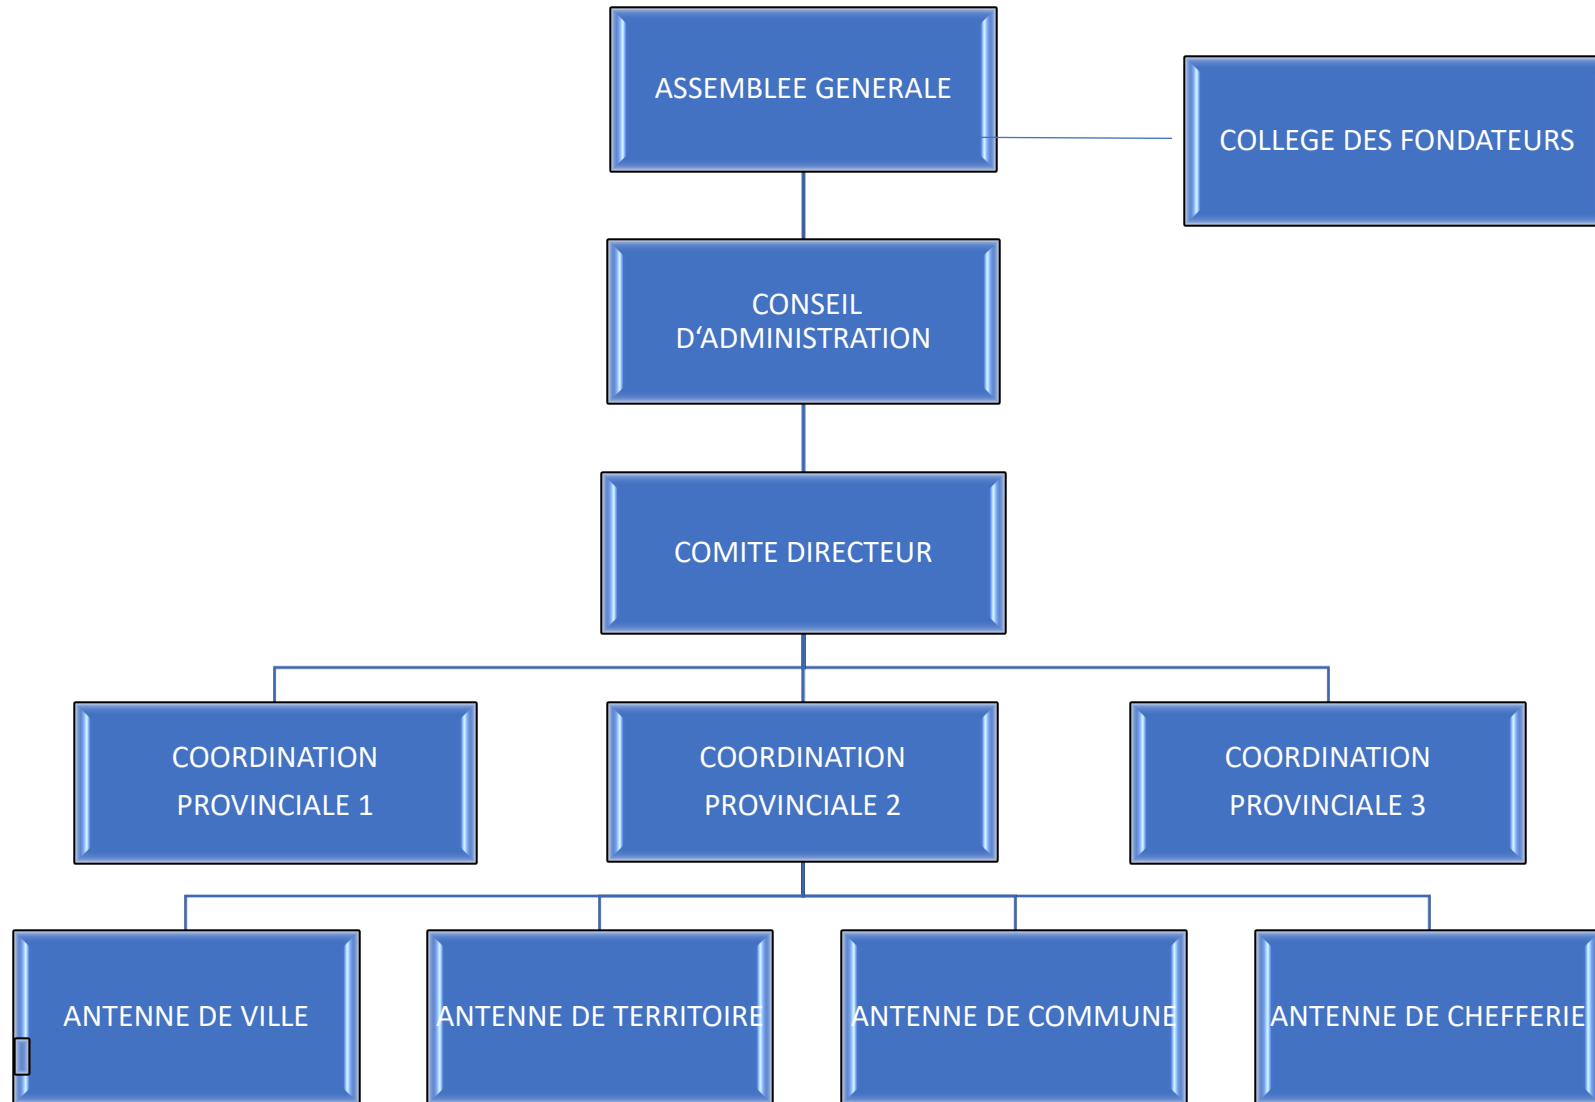 ASSEMBLEE GENERALE
COLLEGE DES FONDATEURS
CONSEIL
D‘ADMINISTRATION
COMITE DIRECTEUR
COORDINATION
PROVINCIALE 1
COORDINATION
PROVINCIALE 2
COORDINATION
PROVINCIALE 3
ANTENNE DE VILLE
ANTENNE DE TERRITOIRE
ANTENNE DE COMMUNE
ANTENNE DE CHEFFERIE